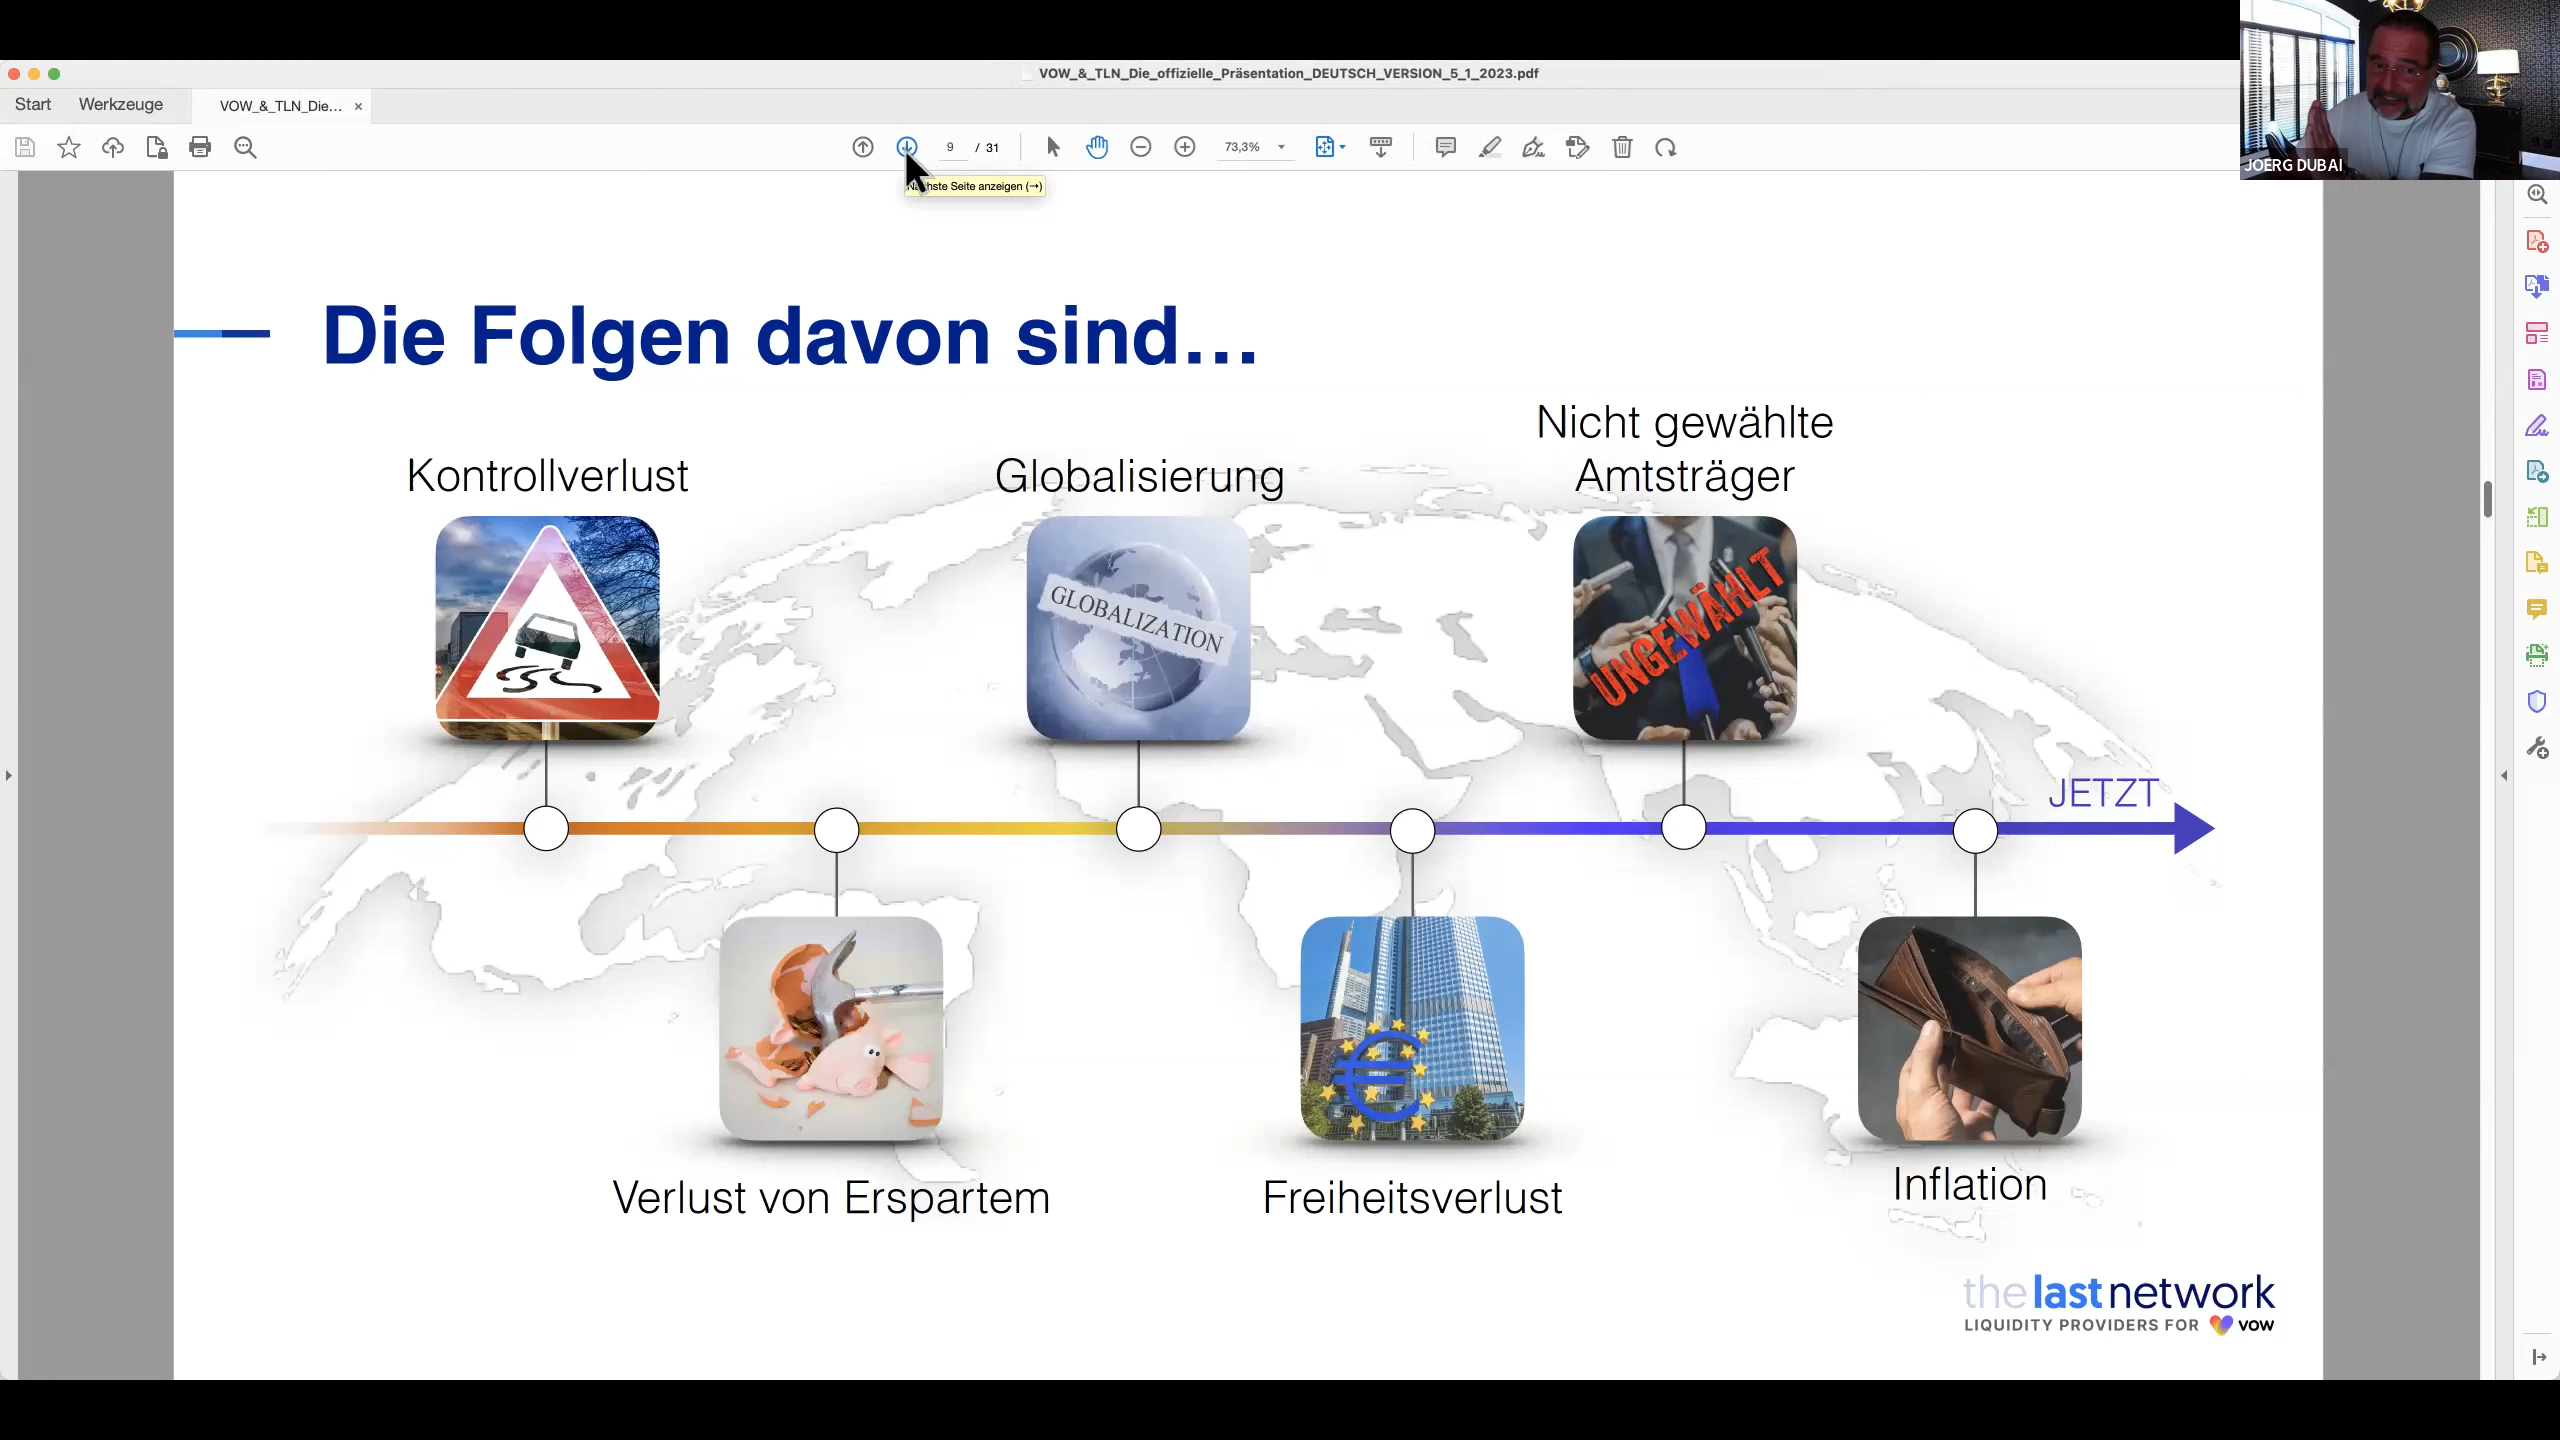 VOW_&_TLN_Die_offizielle_Präsentation_DEUTSCH_VERSION_5_1_2023.pdf
Start Werkzeuge VOW_&_TLN_Die... ×
9 / 31 73,3%
JOERG DUBAI
Seite anzeigen (→)
Die Folgen davon sind...
Nicht gewählte
Amtsträger
Kontrollverlust
Globalisierung
GLOBALIZATION
UNGEWÄHLT
JETZT
Verlust von Erspartem
Freiheitsverlust
Inflation
the last network
LIQUIDITY PROVIDERS FOR VOW